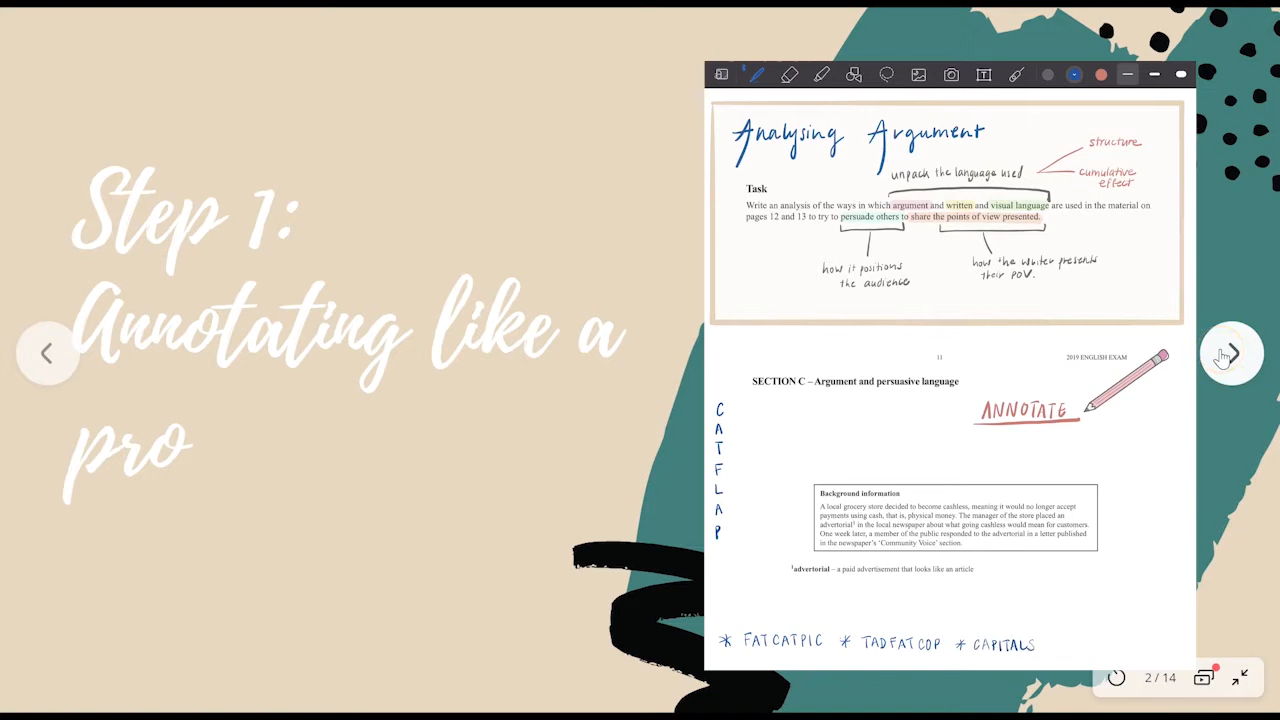 Step 1:
Annotating like a
pro
Analysing Argument
unpack the language used
structure
cumulative
effect
Task
Write an analysis of the ways in which argument and written and visual language are used in the material on
pages 12 and 13 to try to persuade others to share the points of view presented.
how it positions
the audience
how the writer presents
their POV.
11
2019 ENGLISH EXAM
SECTION C – Argument and persuasive language
ANNOTATE
C
A
T
F
L
A
P
Background information
A local grocery store decided to become cashless, meaning it would no longer accept
payments using cash, that is, physical money. The manager of the store placed an
advertorial¹ in the local newspaper about what going cashless would mean for customers.
One week later, a member of the public responded to the advertorial in a letter published
in the newspaper's 'Community Voice' section.
¹advertorial – a paid advertisement that looks like an article
* FATCATPIC * TADFATCOP * CAPITALS
2 / 14